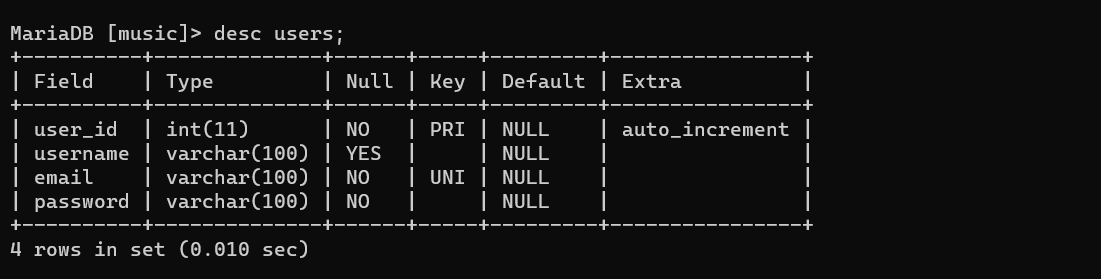 MariaDB [music]> desc users;
+----------+--------------+------+-----+---------+----------------+
| Field    | Type         | Null | Key | Default | Extra          |
+----------+--------------+------+-----+---------+----------------+
| user_id  | int(11)      | NO   | PRI | NULL    | auto_increment |
| username | varchar(100) | YES  |     | NULL    |                |
| email    | varchar(100) | NO   | UNI | NULL    |                |
| password | varchar(100) | NO   |     | NULL    |                |
+----------+--------------+------+-----+---------+----------------+
4 rows in set (0.010 sec)